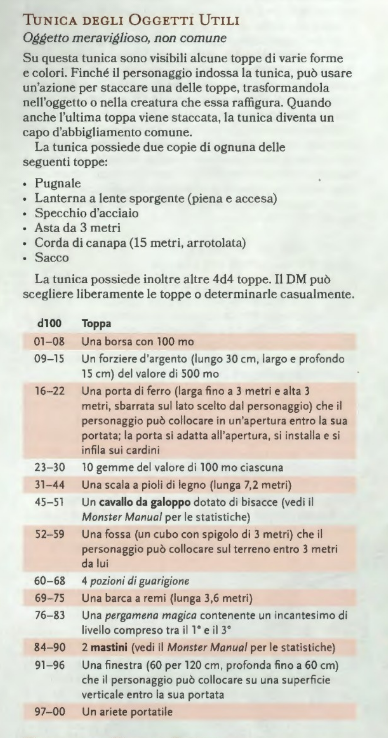 Tunica degli Oggetti Utili
Oggetto meraviglioso, non comune
Su questa tunica sono visibili alcune toppe di varie forme
e colori. Finché il personaggio indossa la tunica, può usare
un'azione per staccare una delle toppe, trasformandola
nell'oggetto o nella creatura che essa raffigura. Quando
anche l'ultima toppa viene staccata, la tunica diventa un
capo d'abbigliamento comune.
La tunica possiede due copie di ognuna delle
seguenti toppe:
• Pugnale
• Lanterna a lente sporgente (piena e accesa)
• Specchio d'acciaio
• Asta da 3 metri
• Corda di canapa (15 metri, arrotolata)
• Sacco
La tunica possiede inoltre altre 4d4 toppe. Il DM può
scegliere liberamente le toppe o determinarle casualmente.
d100 Toppa
01–08 Una borsa con 100 mo
09–15 Un forziere d'argento (lungo 30 cm, largo e profondo
15 cm) del valore di 500 mo
16–22 Una porta di ferro (larga fino a 3 metri e alta 3
metri, sbarrata sul lato scelto dal personaggio) che il
personaggio può collocare in un'apertura entro la sua
portata; la porta si adatta all'apertura, si installa e si
infila sui cardini
23–30 10 gemme del valore di 100 mo ciascuna
31–44 Una scala a pioli di legno (lunga 7,2 metri)
45–51 Un cavallo da galoppo dotato di bisacce (vedi il
Monster Manual per le statistiche)
52–59 Una fossa (un cubo con spigolo di 3 metri) che il
personaggio può collocare sul terreno entro 3 metri
da lui
60–68 4 pozioni di guarigione
69–75 Una barca a remi (lunga 3,6 metri)
76–83 Una pergamena magica contenente un incantesimo di
livello compreso tra il 1° e il 3°
84–90 2 mastini (vedi il Monster Manual per le statistiche)
91–96 Una finestra (60 per 120 cm, profonda fino a 60 cm)
che il personaggio può collocare su una superficie
verticale entro la sua portata
97–00 Un ariete portatile